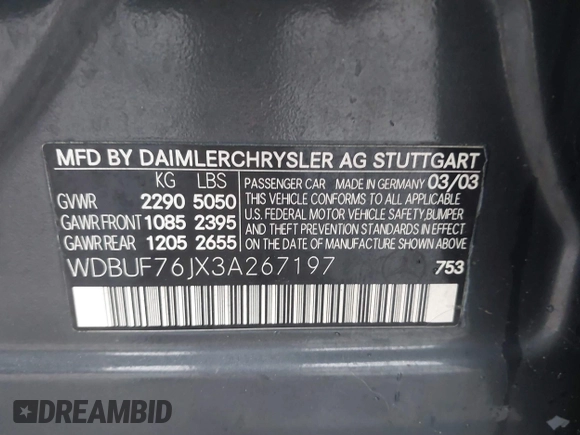 MFD BY DAIMLERCHRYSLER AG STUTTGART
KG LBS
GVWR 2290 5050
GAWR FRONT 1085 2395
GAWR REAR 1205 2655
PASSENGER CAR MADE IN GERMANY 03/03
THIS VEHICLE CONFORMS TO ALL APPLICABLE
U.S. FEDERAL MOTOR VEHICLE SAFETY, BUMPER
AND THEFT PREVENTION STANDARDS IN EFFECT
ON THE DATE OF MANUFACTURE SHOWN ABOVE.
WDBUF76JX3A267197 753
DREAMBID